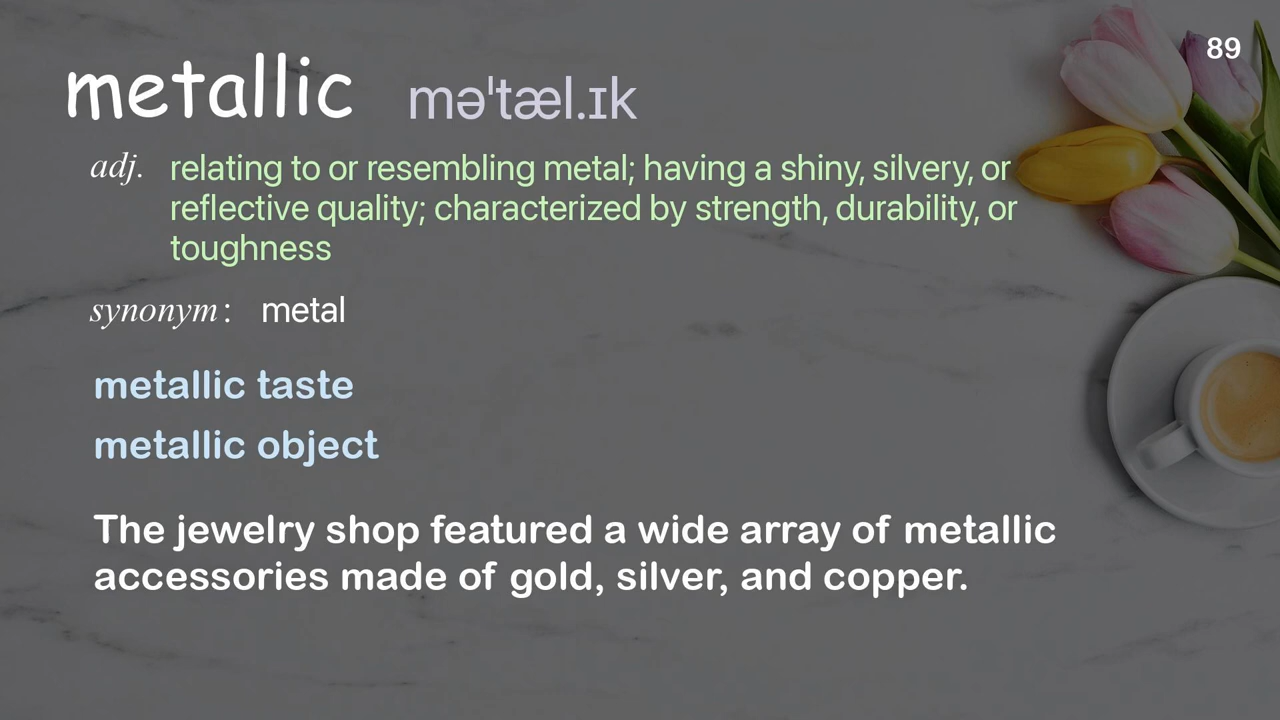 89
metallic məˈtæl.ɪk
adj. relating to or resembling metal; having a shiny, silvery, or
reflective quality; characterized by strength, durability, or
toughness
synonym: metal
metallic taste
metallic object
The jewelry shop featured a wide array of metallic
accessories made of gold, silver, and copper.